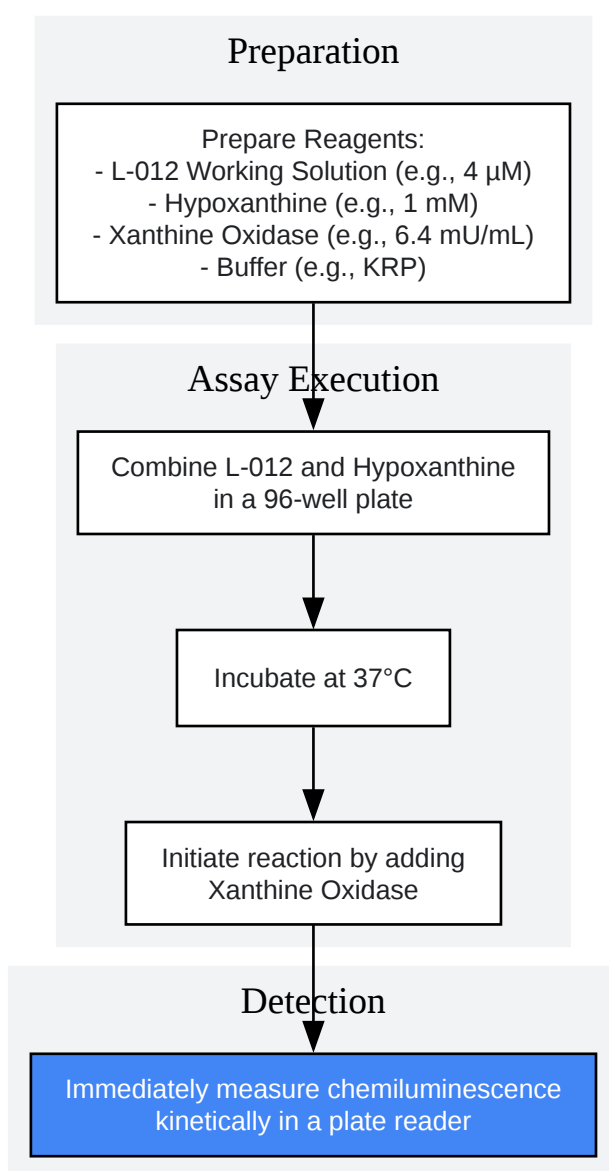 Preparation
Prepare Reagents:
- L-012 Working Solution (e.g., 4 µM)
- Hypoxanthine (e.g., 1 mM)
- Xanthine Oxidase (e.g., 6.4 mU/mL)
- Buffer (e.g., KRP)
Assay Execution
Combine L-012 and Hypoxanthine
in a 96-well plate
Incubate at 37°C
Initiate reaction by adding
Xanthine Oxidase
Detection
Immediately measure chemiluminescence
kinetically in a plate reader